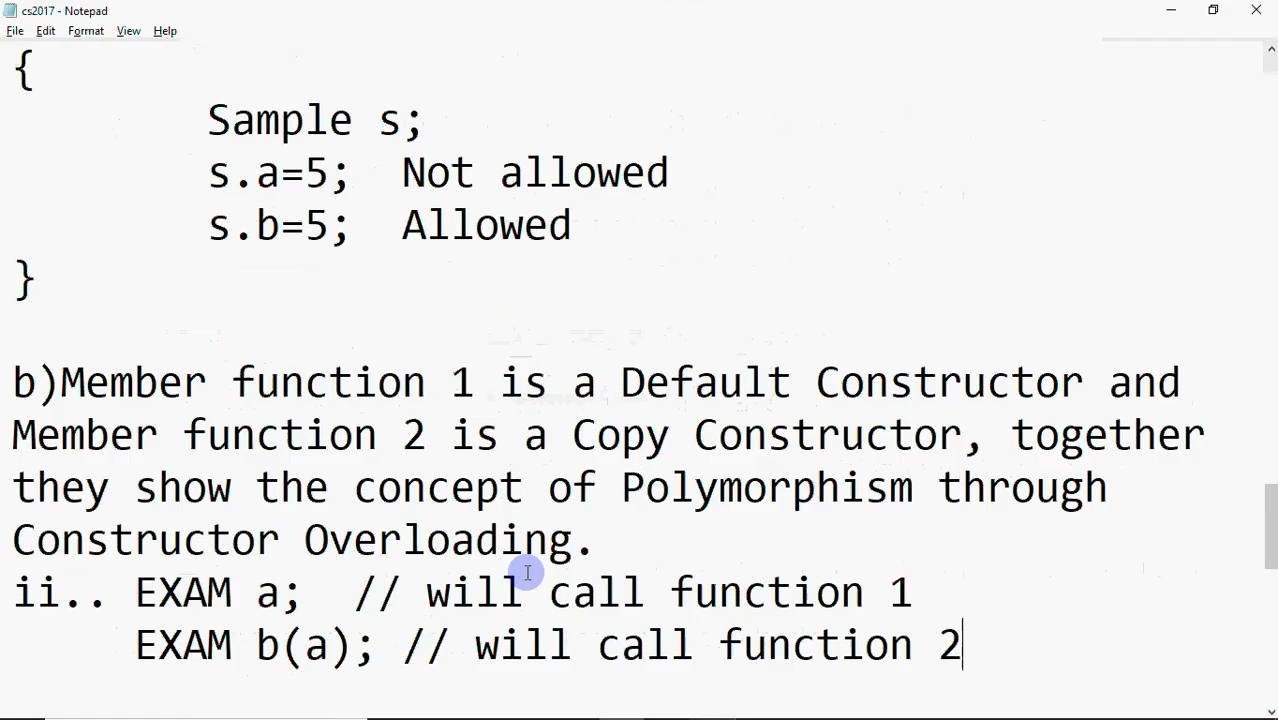 cs2017 - Notepad
File Edit Format View Help
{
Sample s;
s.a=5; Not allowed
s.b=5; Allowed
}
b)Member function 1 is a Default Constructor and
Member function 2 is a Copy Constructor, together
they show the concept of Polymorphism through
Constructor Overloading.
ii.. EXAM a; // will call function 1
EXAM b(a); // will call function 2